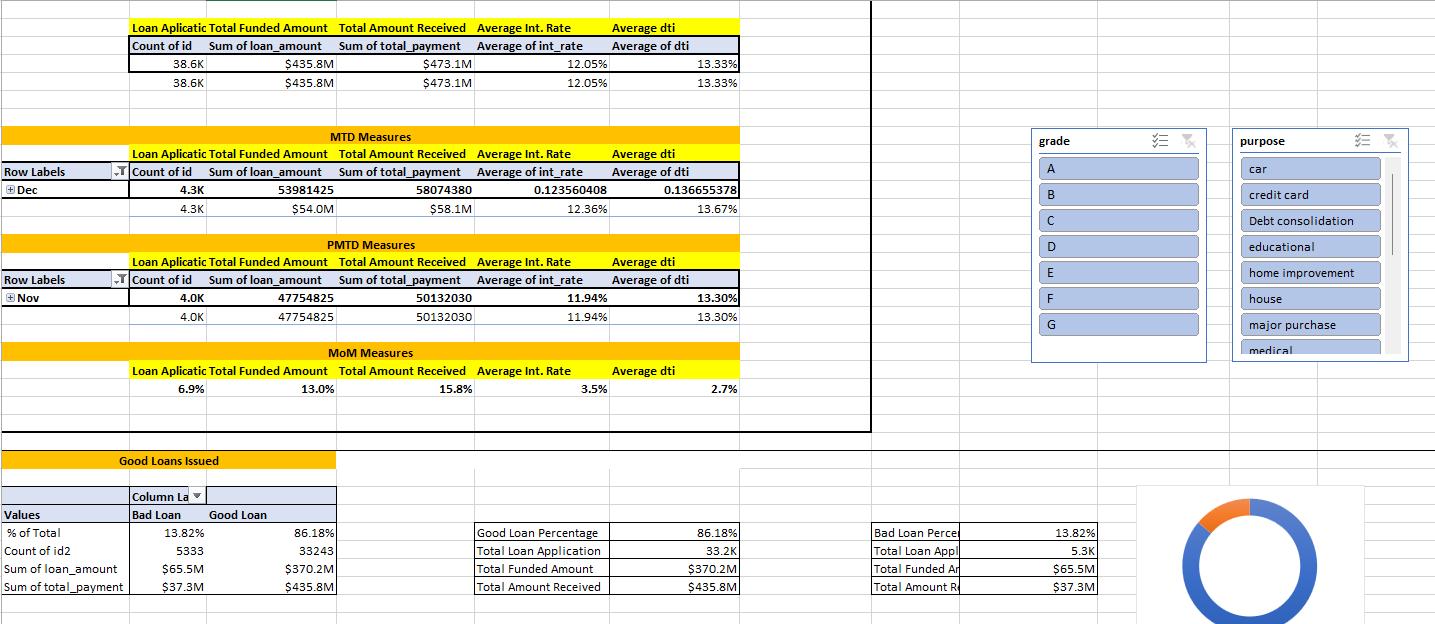 Loan Aplicatic Total Funded Amount Total Amount Received Average Int. Rate Average dti
Count of id Sum of loan_amount Sum of total_payment Average of int_rate Average of dti
38.6K $435.8M $473.1M 12.05% 13.33%
38.6K $435.8M $473.1M 12.05% 13.33%
MTD Measures
Loan Aplicatic Total Funded Amount Total Amount Received Average Int. Rate Average dti
Row Labels Count of id Sum of loan_amount Sum of total_payment Average of int_rate Average of dti
Dec 4.3K 53981425 58074380 0.123560408 0.136655378
4.3K $54.0M $58.1M 12.36% 13.67%
PMTD Measures
Loan Aplicatic Total Funded Amount Total Amount Received Average Int. Rate Average dti
Row Labels Count of id Sum of loan_amount Sum of total_payment Average of int_rate Average of dti
Nov 4.0K 47754825 50132030 11.94% 13.30%
4.0K 47754825 50132030 11.94% 13.30%
MoM Measures
Loan Aplicatic Total Funded Amount Total Amount Received Average Int. Rate Average dti
6.9% 13.0% 15.8% 3.5% 2.7%
grade
A
B
C
D
E
F
G
purpose
car
credit card
Debt consolidation
educational
home improvement
house
major purchase
medical
Good Loans Issued
Column La
Values Bad Loan Good Loan
% of Total 13.82% 86.18%
Count of id2 5333 33243
Sum of loan_amount $65.5M $370.2M
Sum of total_payment $37.3M $435.8M
Good Loan Percentage 86.18%
Total Loan Application 33.2K
Total Funded Amount $370.2M
Total Amount Received $435.8M
Bad Loan Percer 13.82%
Total Loan Appl 5.3K
Total Funded Ar $65.5M
Total Amount Re $37.3M